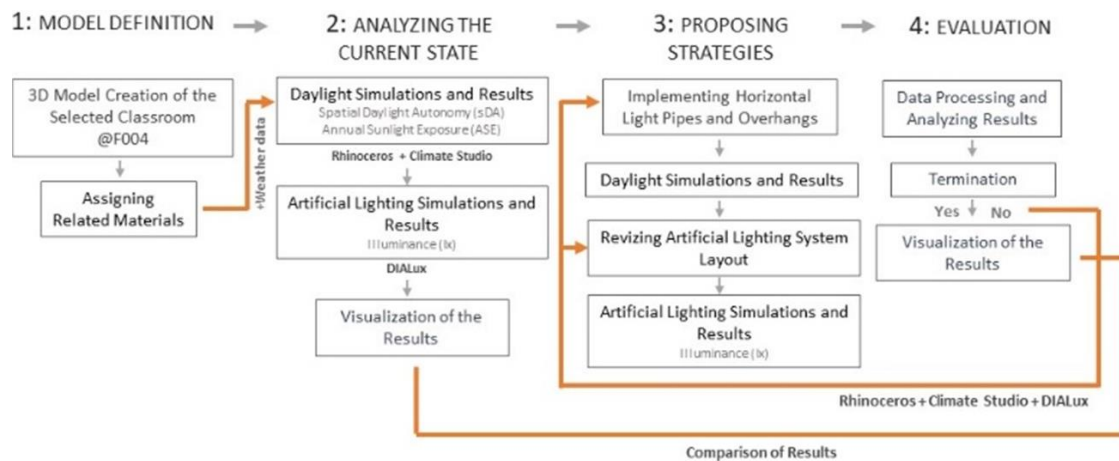 1: MODEL DEFINITION
2: ANALYZING THE
CURRENT STATE
3: PROPOSING
STRATEGIES
4: EVALUATION
3D Model Creation of the
Selected Classroom
@F004
Assigning
Related Materials
+Weather data
Daylight Simulations and Results
Spatial Daylight Autonomy (sDA)
Annual Sunlight Exposure (ASE)
Rhinoceros + Climate Studio
Artificial Lighting Simulations and
Results
Illuminance (lx)
DIALux
Visualization of the
Results
Implementing Horizontal
Light Pipes and Overhangs
Daylight Simulations and Results
Revizing Artificial Lighting System
Layout
Artificial Lighting Simulations and
Results
Illuminance (lx)
Data Processing and
Analyzing Results
Termination
Yes No
Visualization of the
Results
Rhinoceros + Climate Studio + DIALux
Comparison of Results